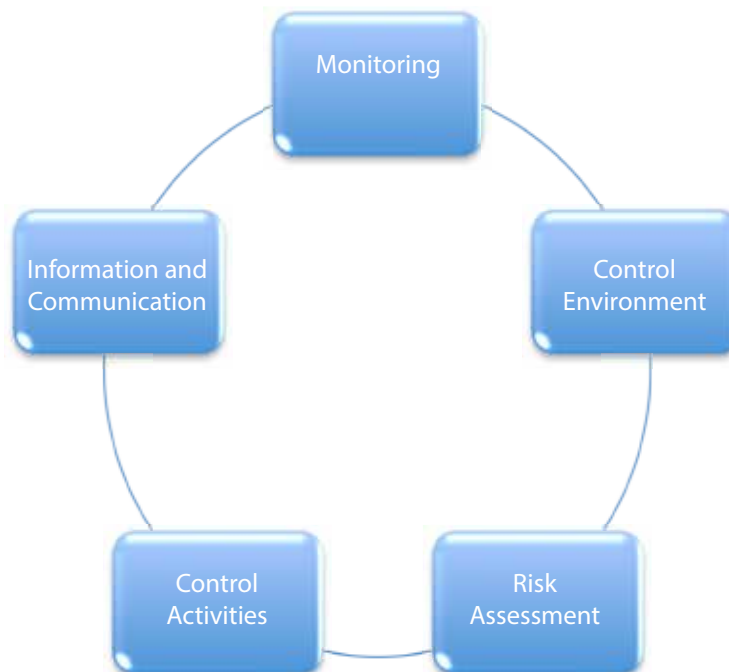 Monitoring
Information and
Communication
Control
Environment
Control
Activities
Risk
Assessment